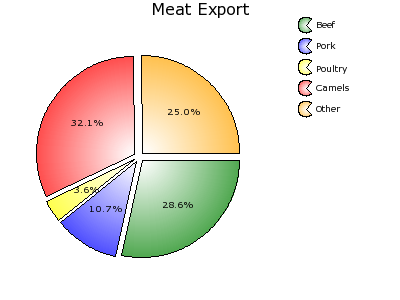 Meat Export
Beef
Pork
Poultry
Camels
Other
32.1%
25.0%
3.6%
10.7%
28.6%